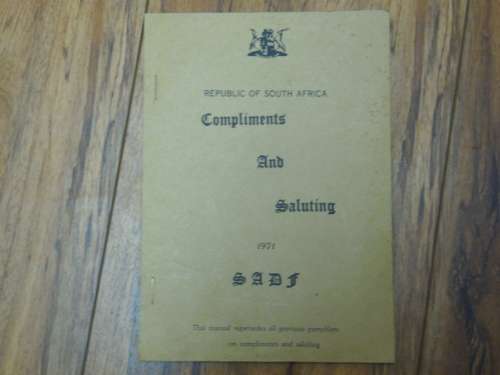 REPUBLIC OF SOUTH AFRICA
Compliments
And
Saluting
1971
SADF
This manual supersedes all previous pamphlets
on compliments and saluting